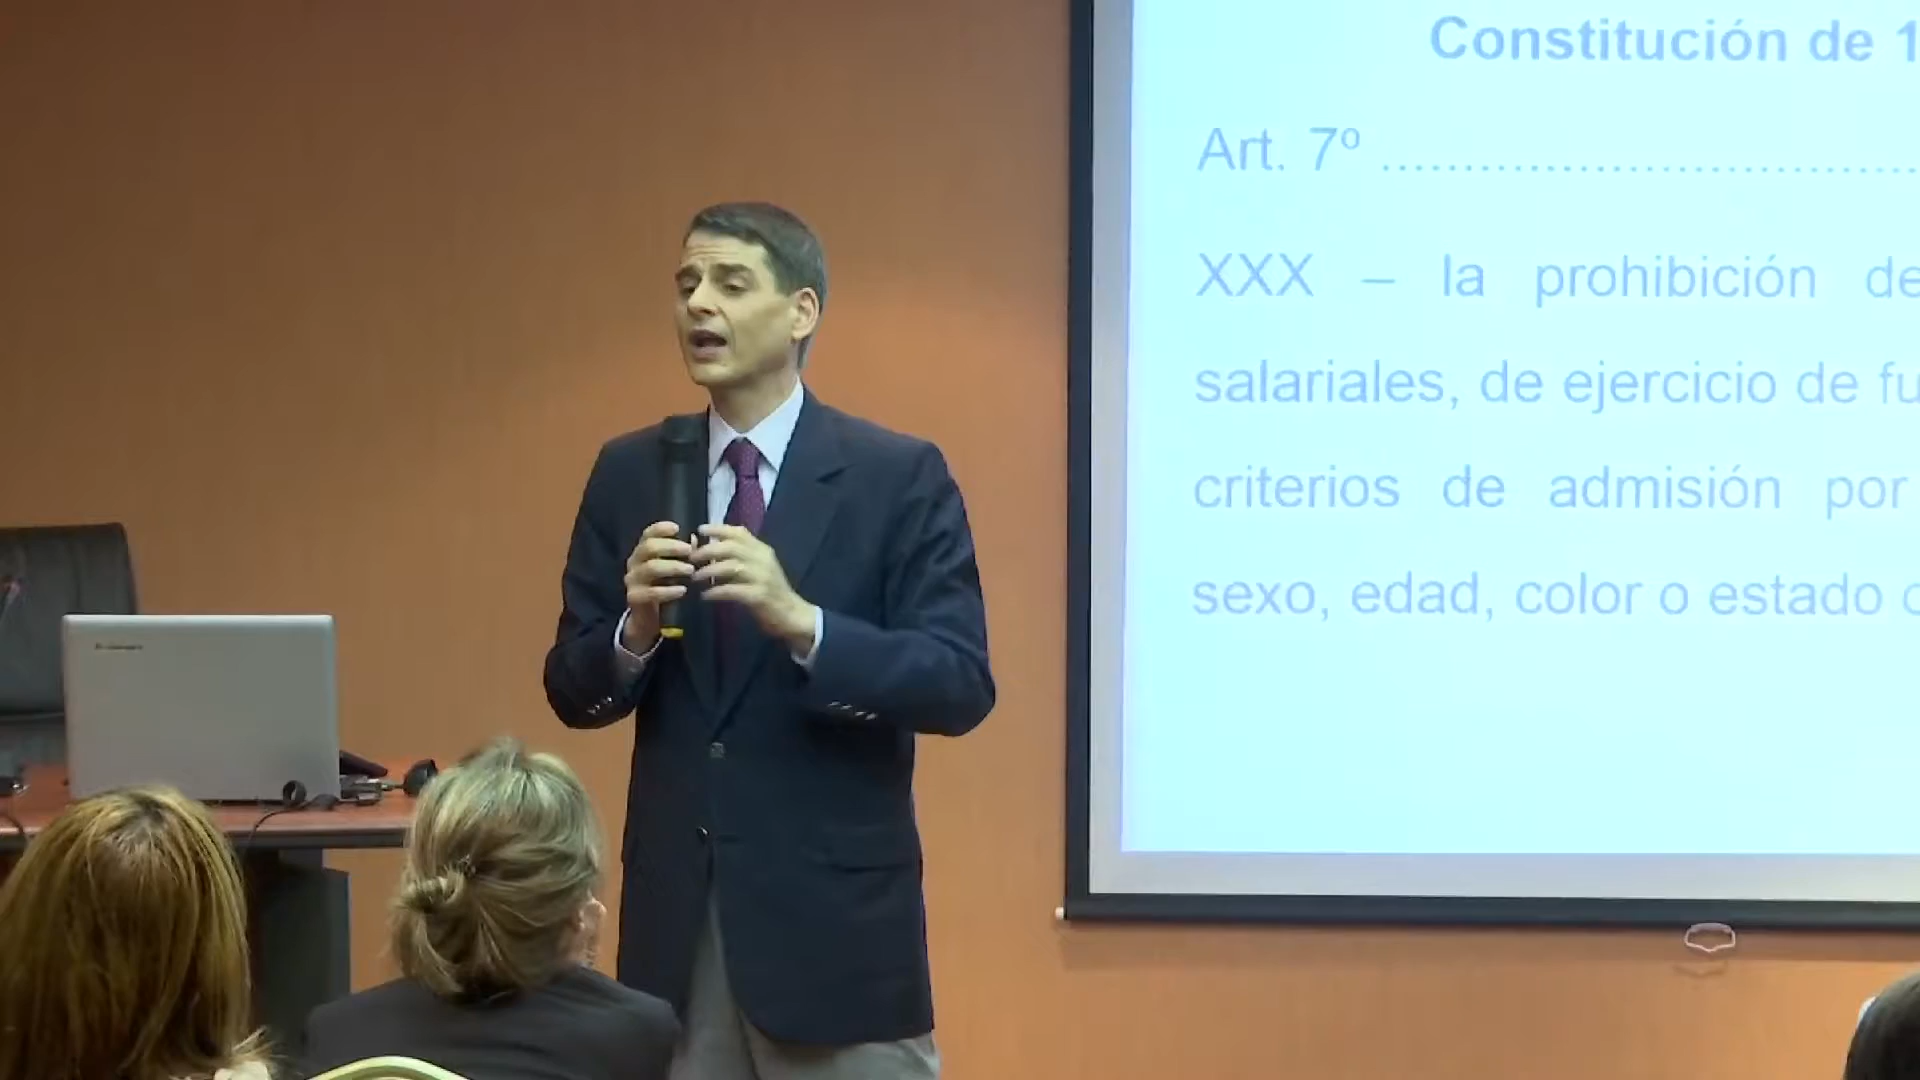 Constitución de 1
Art. 7º ........................................
XXX – la prohibición de
salariales, de ejercicio de fu
criterios de admisión por
sexo, edad, color o estado c